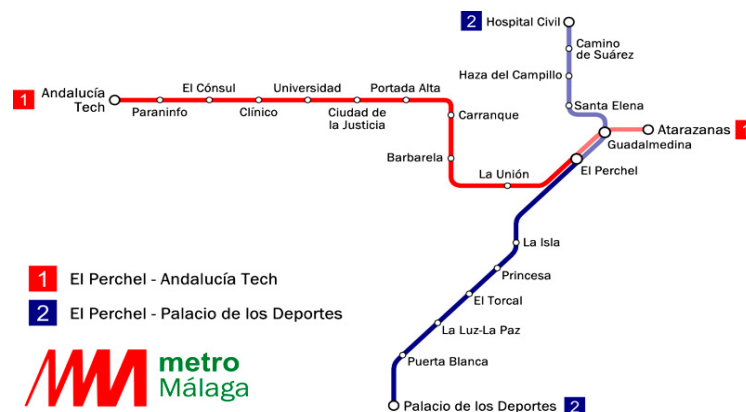 2 Hospital Civil
Camino
de Suárez
Haza del Campillo
Santa Elena
1 Andalucía
Tech
El Cónsul
Universidad
Portada Alta
Paraninfo
Clínico
Ciudad de
la Justicia
Carranque
Atarazanas 1
Guadalmedina
Barbarela
La Unión
El Perchel
La Isla
Princesa
El Torcal
La Luz-La Paz
Puerta Blanca
Palacio de los Deportes 2
1 El Perchel - Andalucía Tech
2 El Perchel - Palacio de los Deportes
metro
Málaga